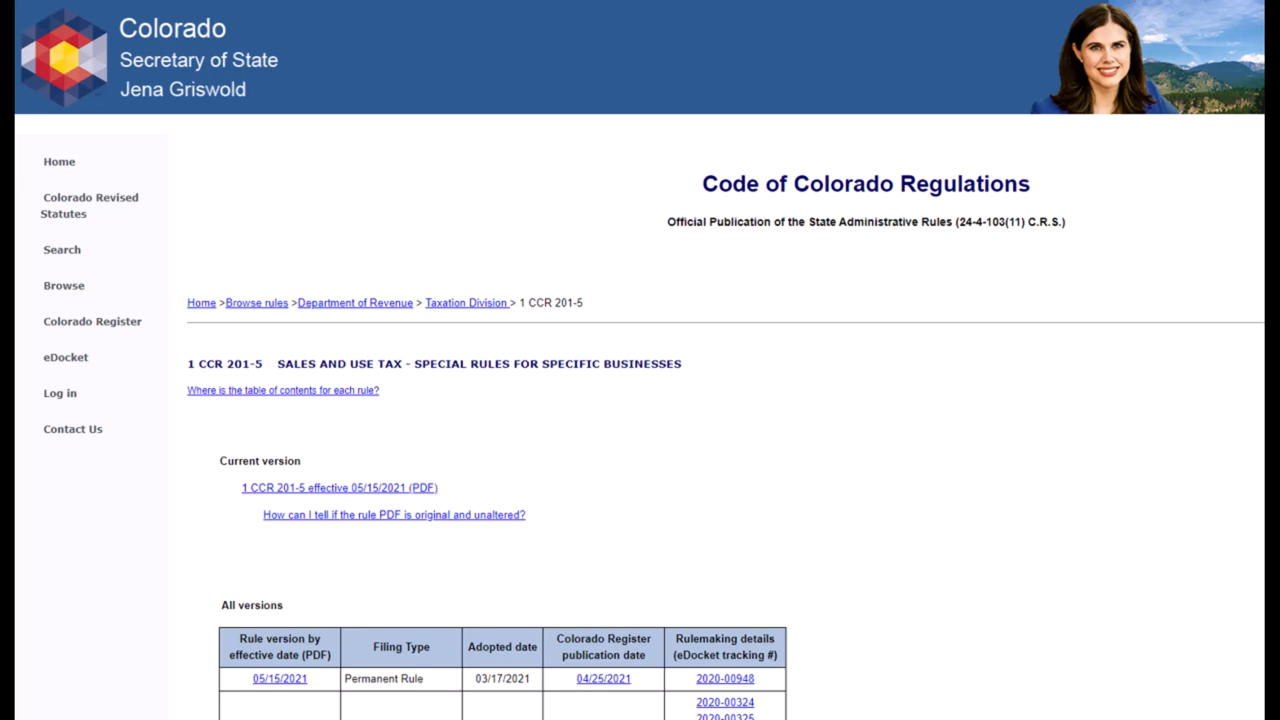 Colorado
Secretary of State
Jena Griswold
Home
Colorado Revised
Statutes
Search
Browse
Colorado Register
eDocket
Log in
Contact Us
Code of Colorado Regulations
Official Publication of the State Administrative Rules (24-4-103(11) C.R.S.)
Home >Browse rules >Department of Revenue > Taxation Division > 1 CCR 201-5
1 CCR 201-5 SALES AND USE TAX - SPECIAL RULES FOR SPECIFIC BUSINESSES
Where is the table of contents for each rule?
Current version
1 CCR 201-5 effective 05/15/2021 (PDF)
How can I tell if the rule PDF is original and unaltered?
All versions
Rule version by effective date (PDF) Filing Type Adopted date Colorado Register publication date Rulemaking details (eDocket tracking #)
05/15/2021 Permanent Rule 03/17/2021 04/25/2021 2020-00948
2020-00324
2020-00325